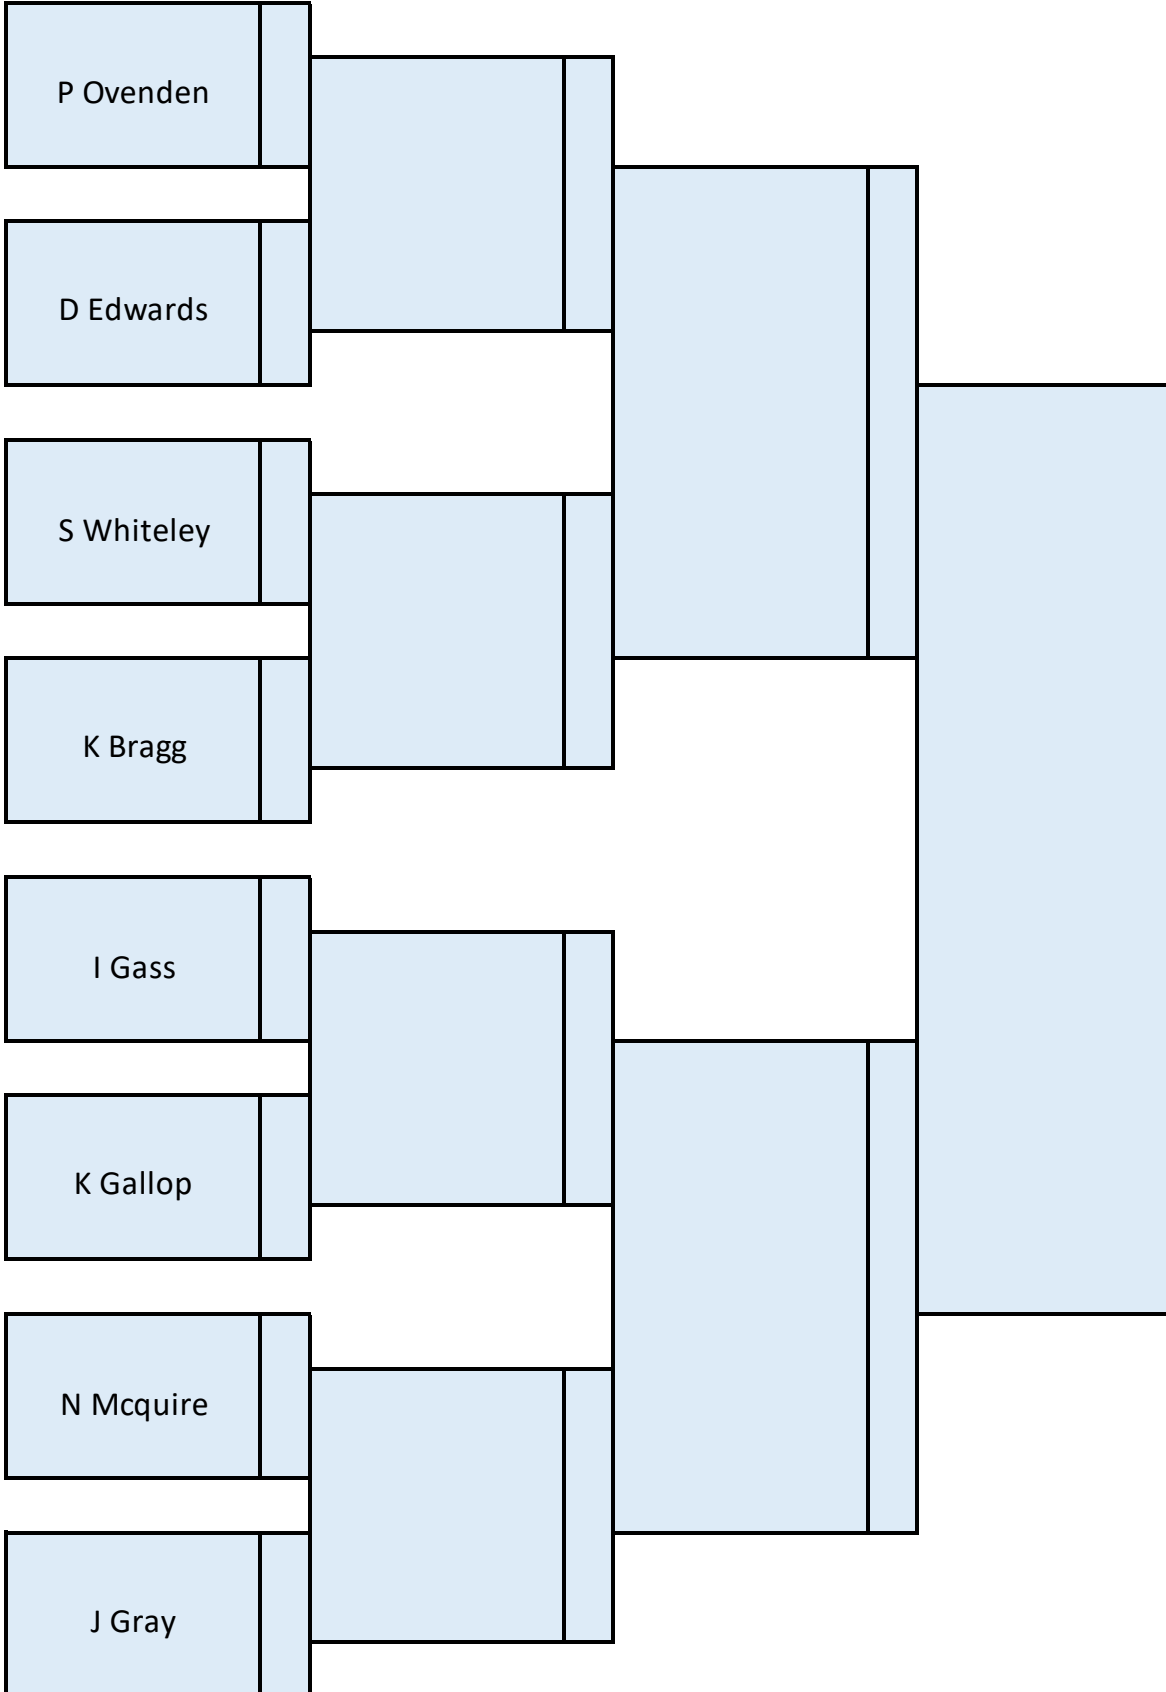 P Ovenden
D Edwards
S Whiteley
K Bragg
I Gass
K Gallop
N Mcquire
J Gray